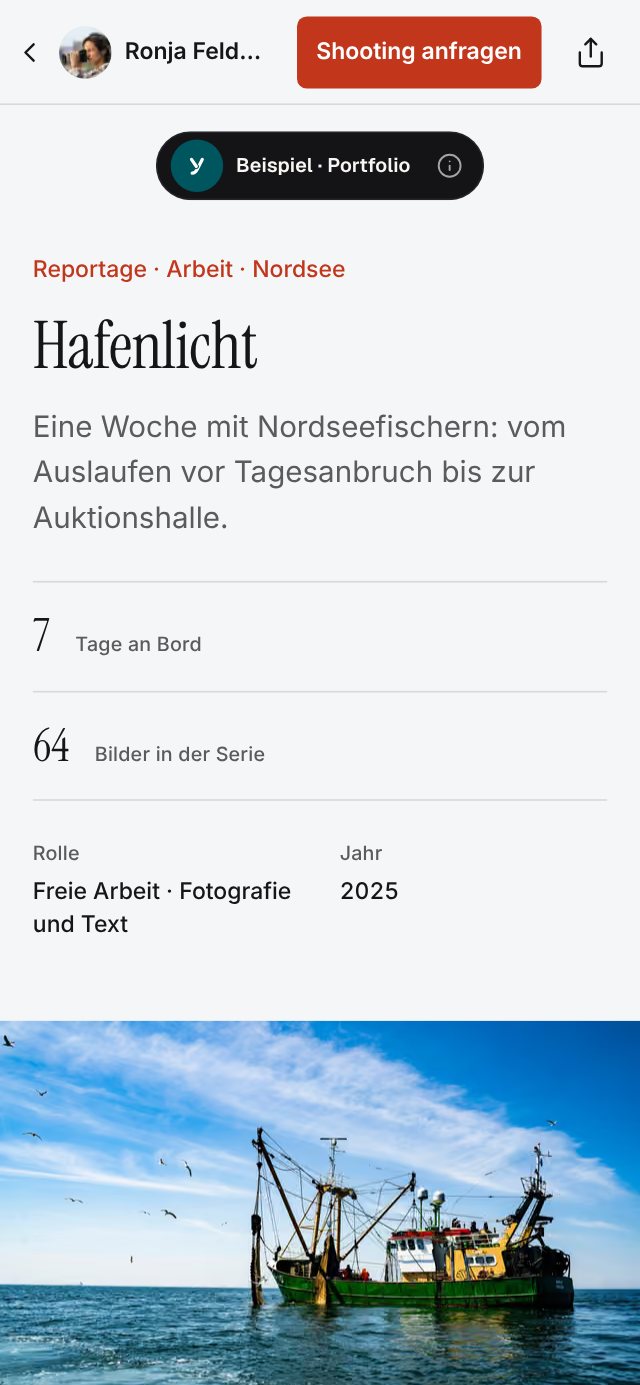 Ronja Feld...
Shooting anfragen
Beispiel · Portfolio
Reportage · Arbeit · Nordsee
Hafenlicht
Eine Woche mit Nordseefischern: vom
Auslaufen vor Tagesanbruch bis zur
Auktionshalle.
7 Tage an Bord
64 Bilder in der Serie
Rolle
Freie Arbeit · Fotografie
und Text
Jahr
2025